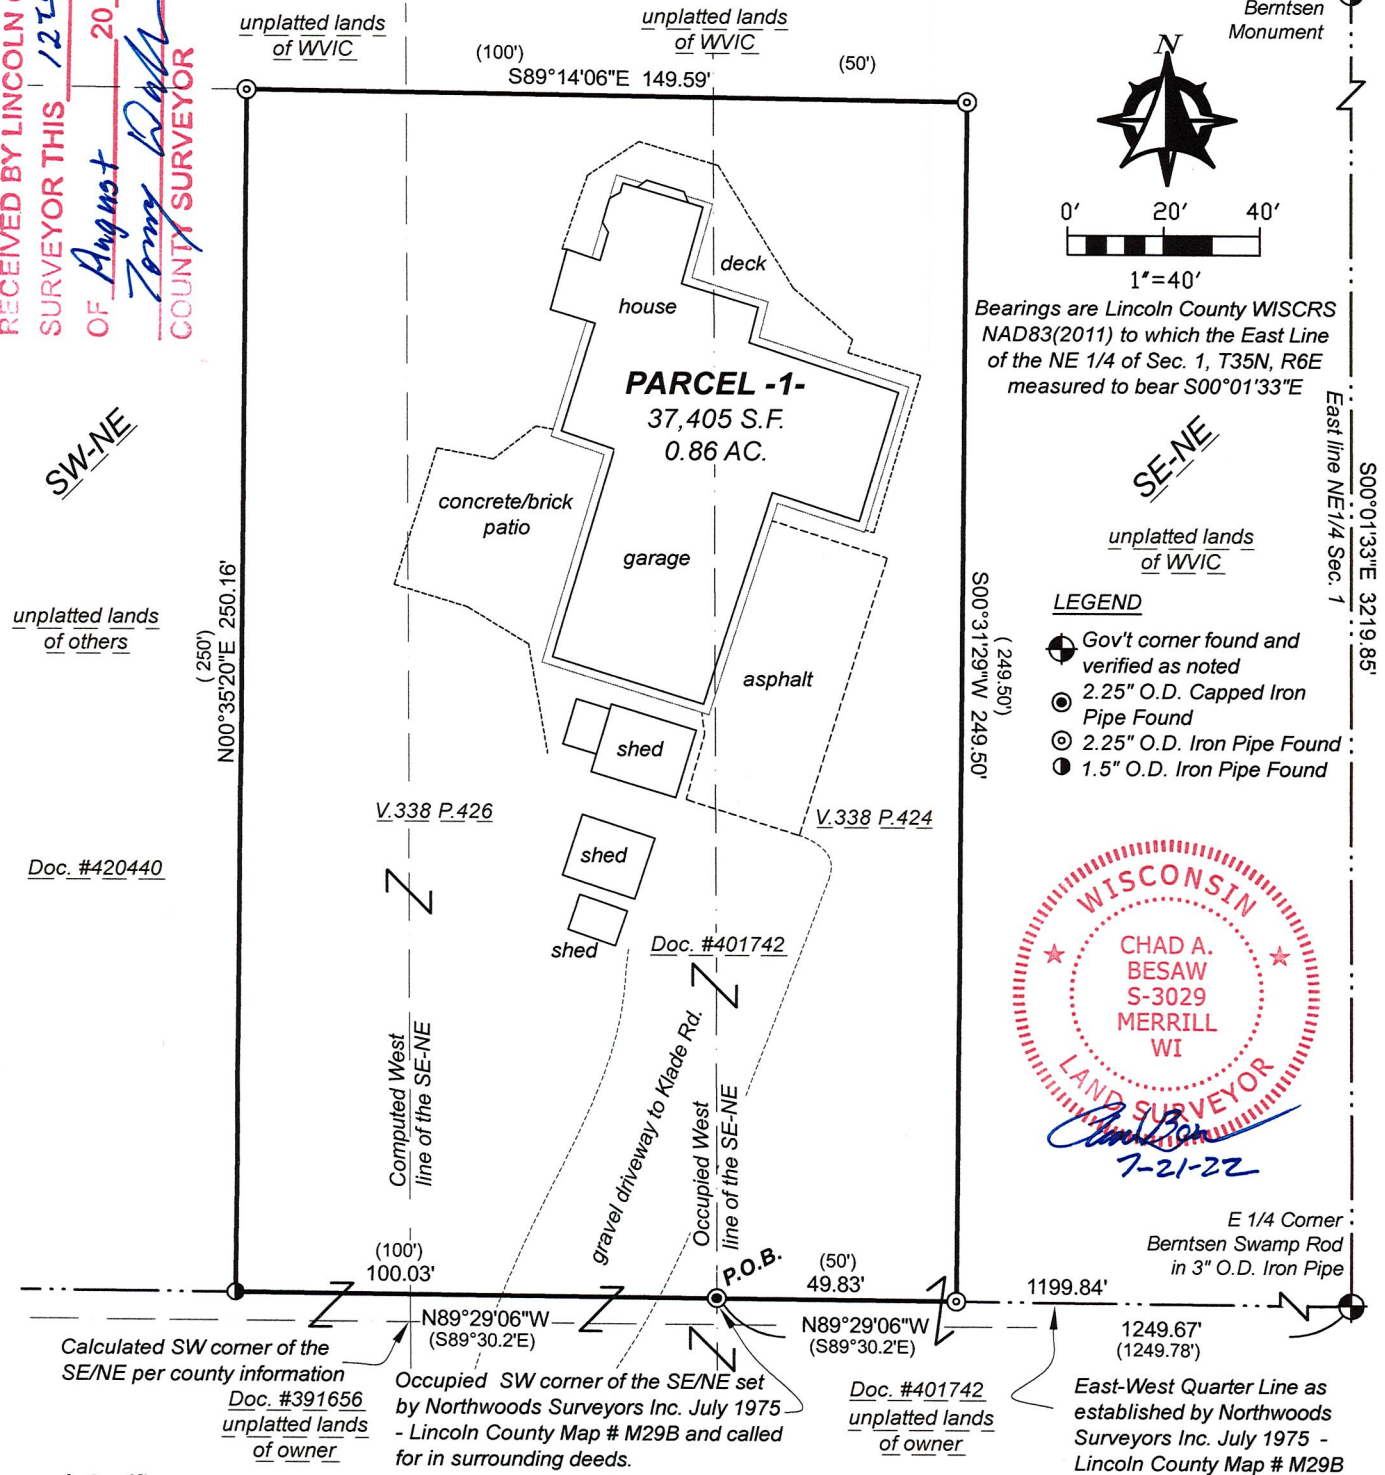 RECEIVED BY LINCOLN
SURVEYOR THIS
OF August 20
COUNTY SURVEYOR
unplatted lands
of WVIC
unplatted lands
of WVIC
(100')
S89°14'06"E 149.59'
(50')
Berntsen
Monument
N
0' 20' 40'
1"=40'
Bearings are Lincoln County WISCRS
NAD83(2011) to which the East Line
of the NE 1/4 of Sec. 1, T35N, R6E
measured to bear S00°01'33"E
deck
house
PARCEL -1-
37,405 S.F.
0.86 AC.
concrete/brick
patio
garage
asphalt
shed
shed
shed
SW-NE
SE-NE
East line NE1/4 Sec. 1
S00°01'33"E 3219.85'
unplatted lands
of WVIC
unplatted lands
of others
(250')
N00°35'20"E 250.16'
S00°31'29"W 249.50'
(249.50')
LEGEND
Gov't corner found and
verified as noted
2.25" O.D. Capped Iron
Pipe Found
2.25" O.D. Iron Pipe Found
1.5" O.D. Iron Pipe Found
V.338 P.426
V.338 P.424
Doc. #420440
Doc. #401742
WISCONSIN
CHAD A.
BESAW
S-3029
MERRILL
WI
LAND SURVEYOR
7-21-22
Computed West
line of the SE-NE
gravel driveway to Klade Rd.
Occupied West
line of the SE-NE
E 1/4 Corner
Berntsen Swamp Rod
in 3" O.D. Iron Pipe
(100')
100.03'
P.O.B.
(50')
49.83'
1199.84'
N89°29'06"W
(S89°30.2'E)
N89°29'06"W
(S89°30.2'E)
1249.67'
(1249.78')
Calculated SW corner of the
SE/NE per county information
Doc. #391656
unplatted lands
of owner
Occupied SW corner of the SE/NE set
by Northwoods Surveyors Inc. July 1975
- Lincoln County Map # M29B and called
for in surrounding deeds.
Doc. #401742
unplatted lands
of owner
East-West Quarter Line as
established by Northwoods
Surveyors Inc. July 1975 -
Lincoln County Map # M29B